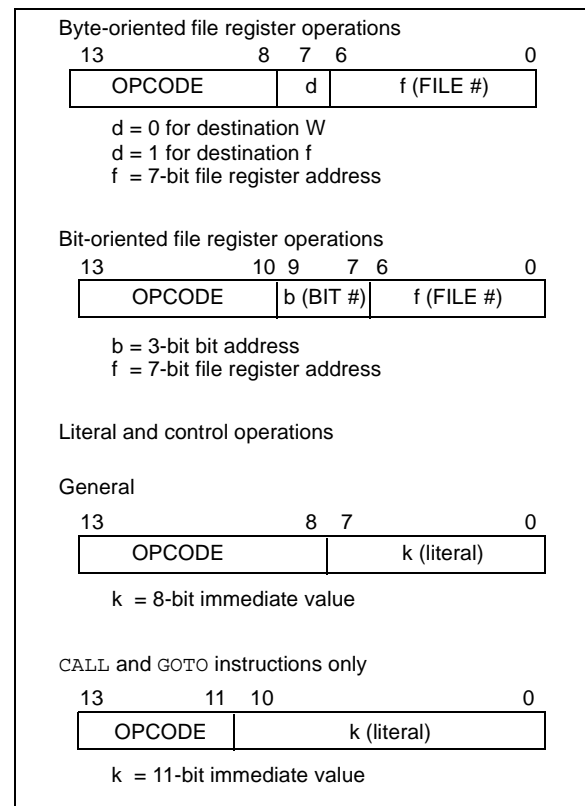 Byte-oriented file register operations
13 8 7 6 0
OPCODE d f (FILE #)
d = 0 for destination W
d = 1 for destination f
f = 7-bit file register address
Bit-oriented file register operations
13 10 9 7 6 0
OPCODE b (BIT #) f (FILE #)
b = 3-bit bit address
f = 7-bit file register address
Literal and control operations
General
13 8 7 0
OPCODE k (literal)
k = 8-bit immediate value
CALL and GOTO instructions only
13 11 10 0
OPCODE k (literal)
k = 11-bit immediate value